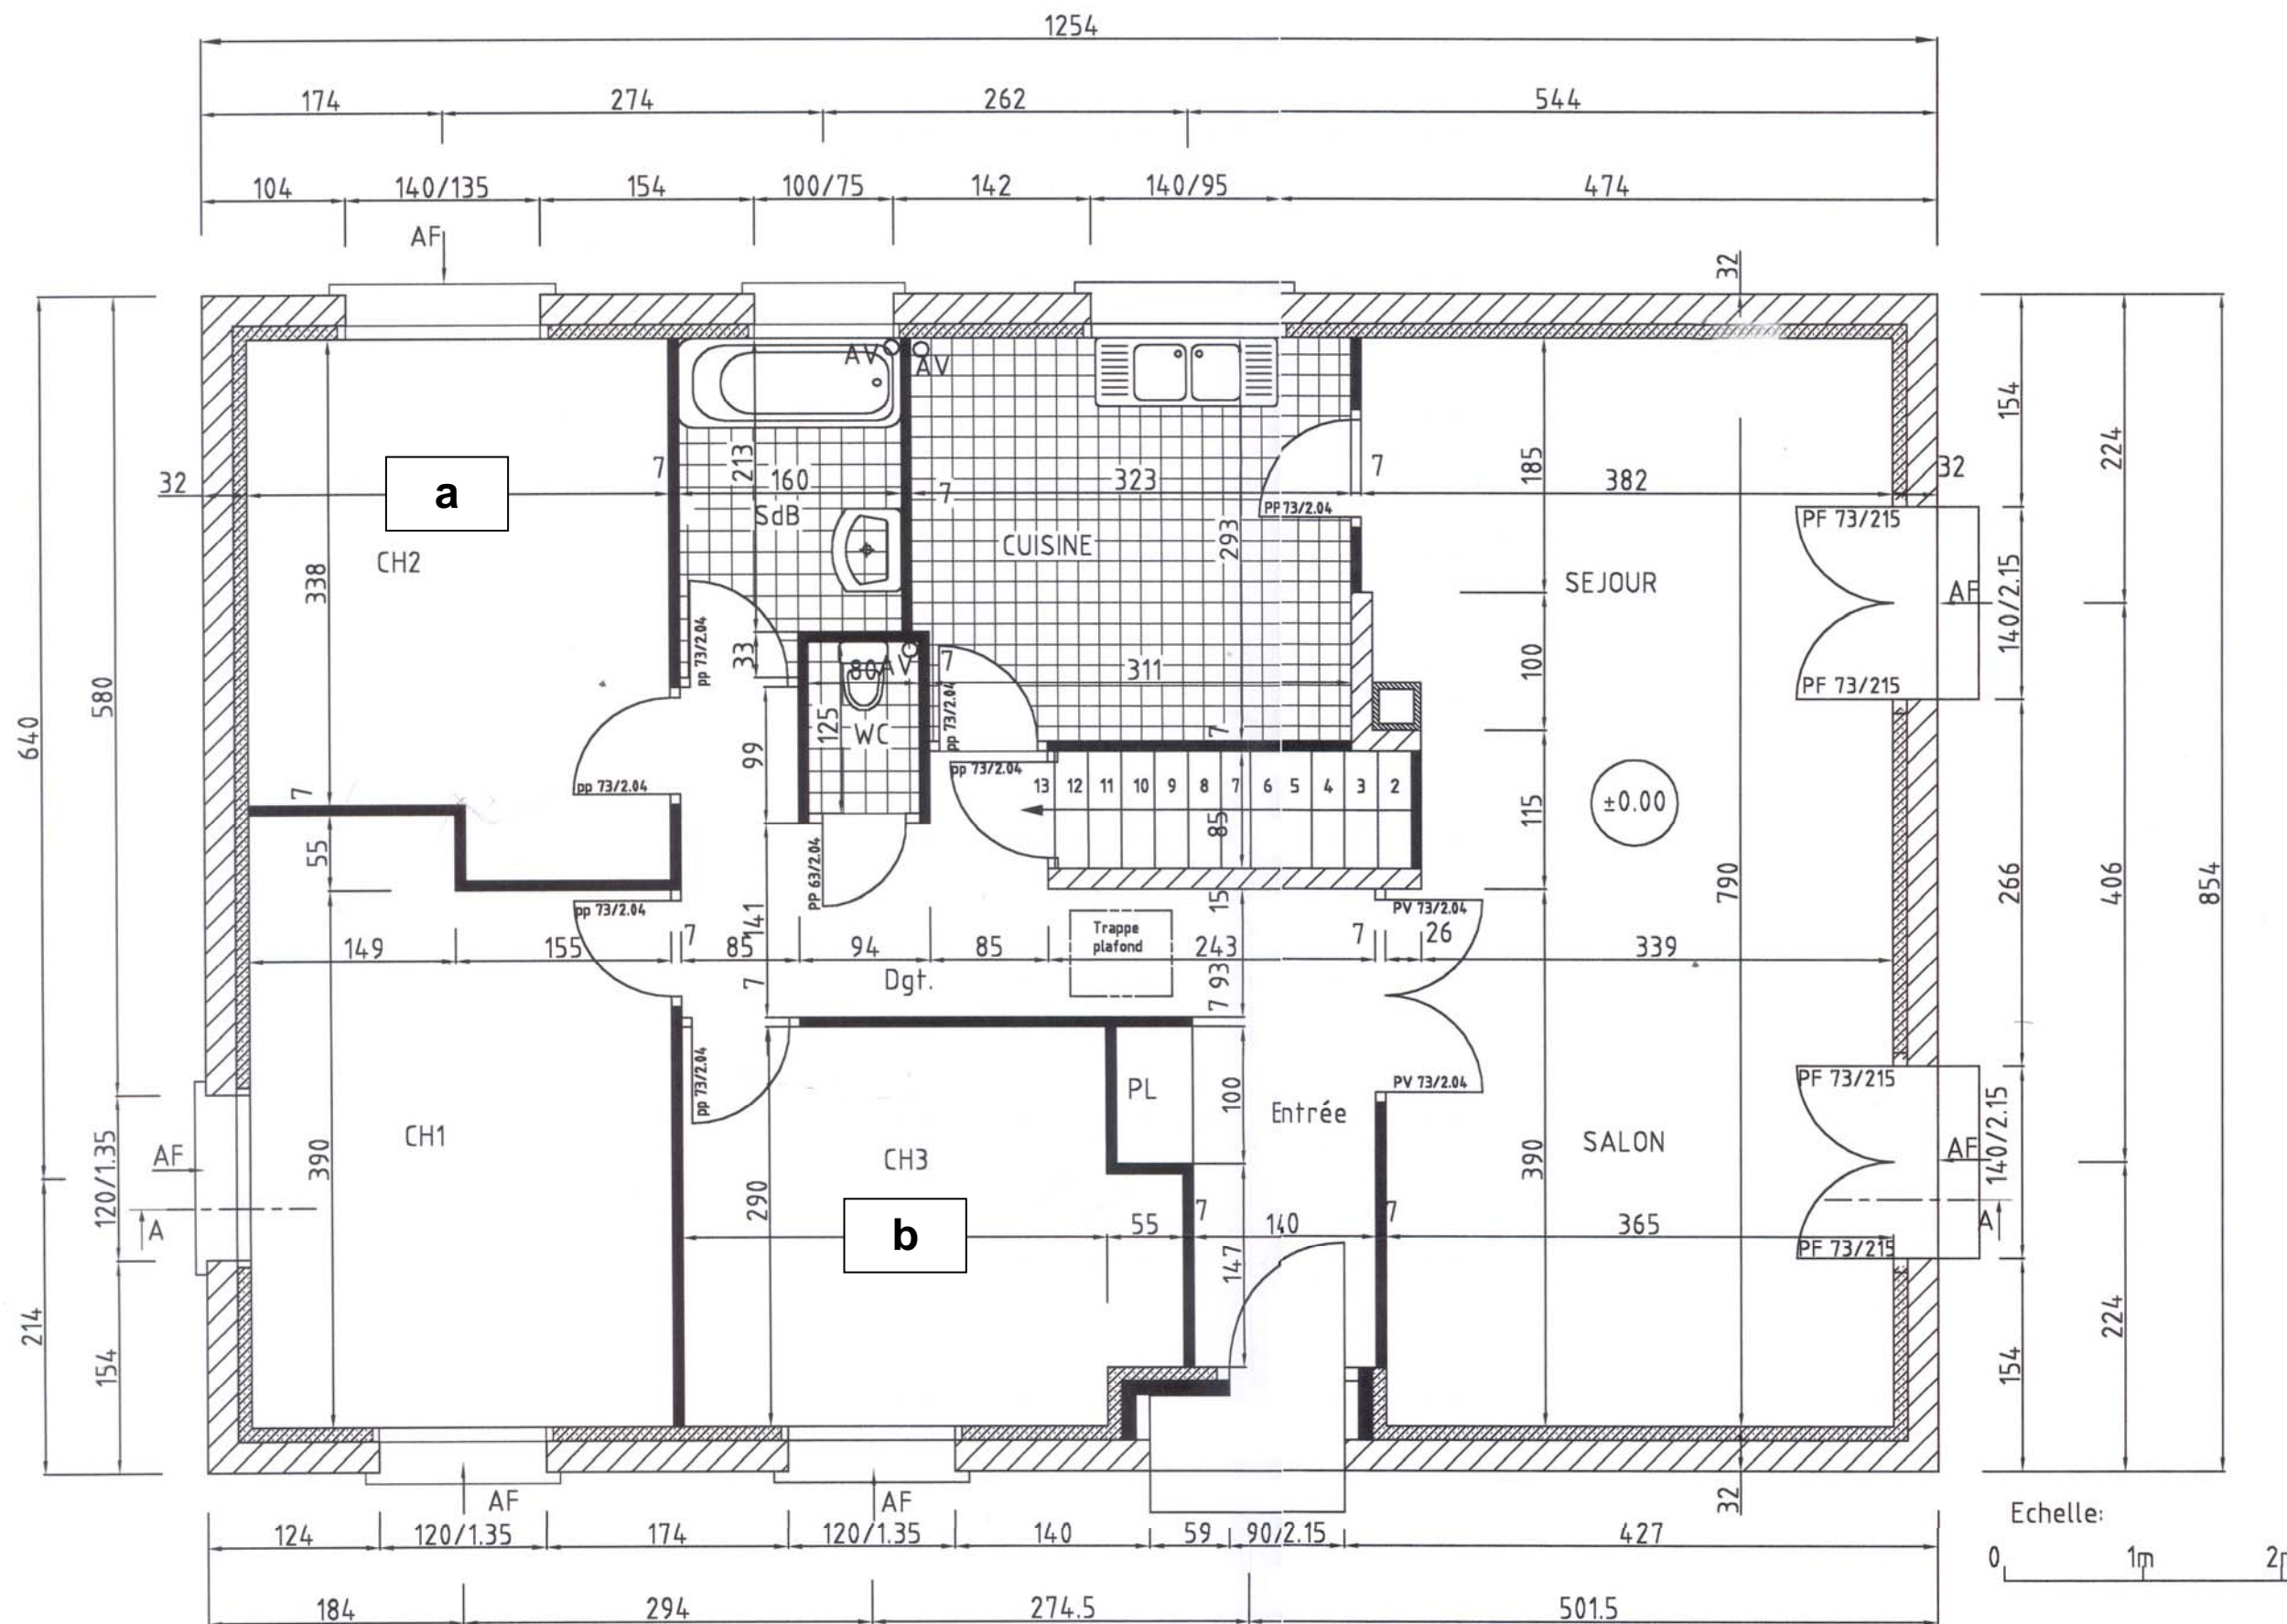 1254
174 274 262 544
104 140/135 154 100/75 142 140/95 474
AF
32
AV AV
154
224
7 213 185
32 a 160 7 323 7 382 32
SdB PP 73/2.04 PF 73/215
CUISINE 293
CH2 338 SEJOUR
AF 140/2.15
pp 73/2.04 33 80 AV 7 311 100
580 PF 73/215
640
pp 73/2.04 7
125 WC 99
pp 73/2.04 13 12 11 10 9 8 7 6 5 4 3 2
pp 73/2.04 ±0.00
7 115
85
55 PP 63/2.04
790 266 406 854
pp 73/2.04 141 15 PV 73/2.04
Trappe
plafond
149 155 7 85 94 85 243 7 26 339
7 Dgt. 93
7
pp 73/2.04 PV 73/2.04 PF 73/215
PL 100 Entrée
CH1 140/2.15
390 CH3 390 SALON AF
AF 120/1.35
290
A b 55 7 140 7 365 A
147 PF 73/215
214 154 154 224
AF AF 32
Echelle:
124 120/1.35 174 120/1.35 140 59 90/2.15 427
0 1m
184 294 274.5 501.5